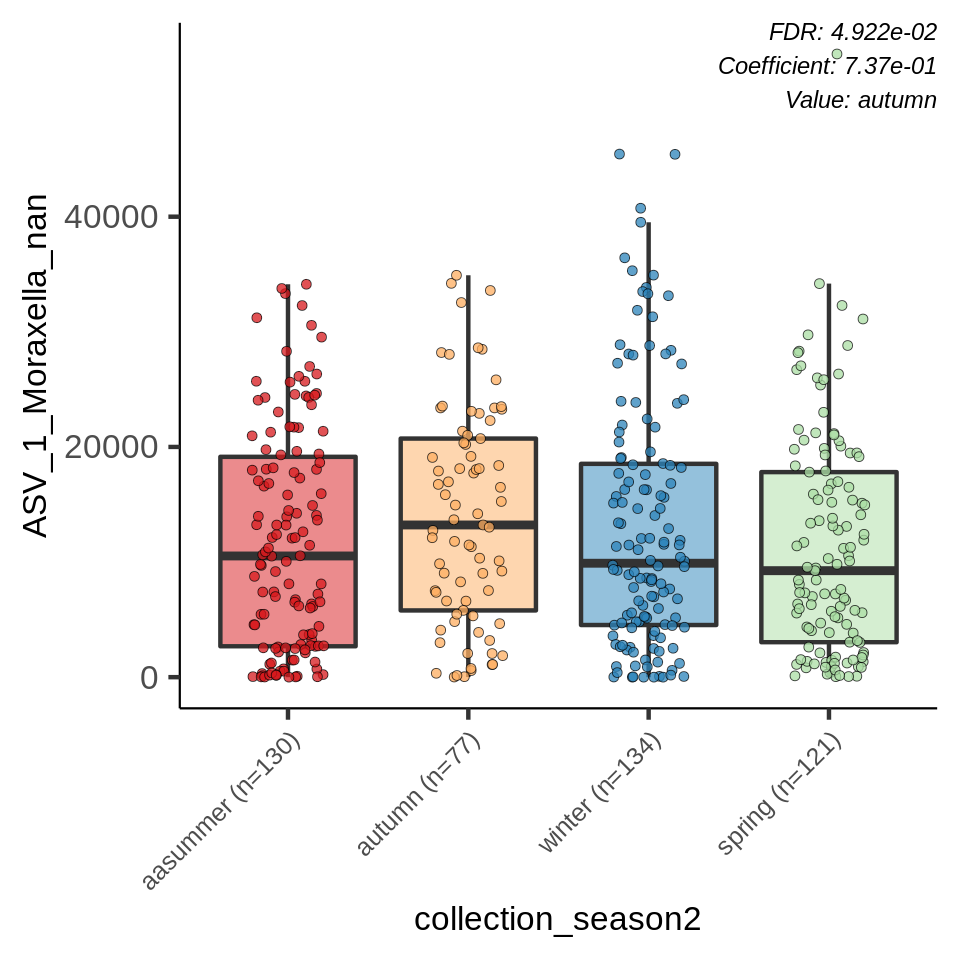 FDR: 4.922e-02
Coefficient: 7.37e-01
Value: autumn
ASV_1_Moraxella_nan
40000
20000
0
aasummer (n=130)
autumn (n=77)
winter (n=134)
spring (n=121)
collection_season2